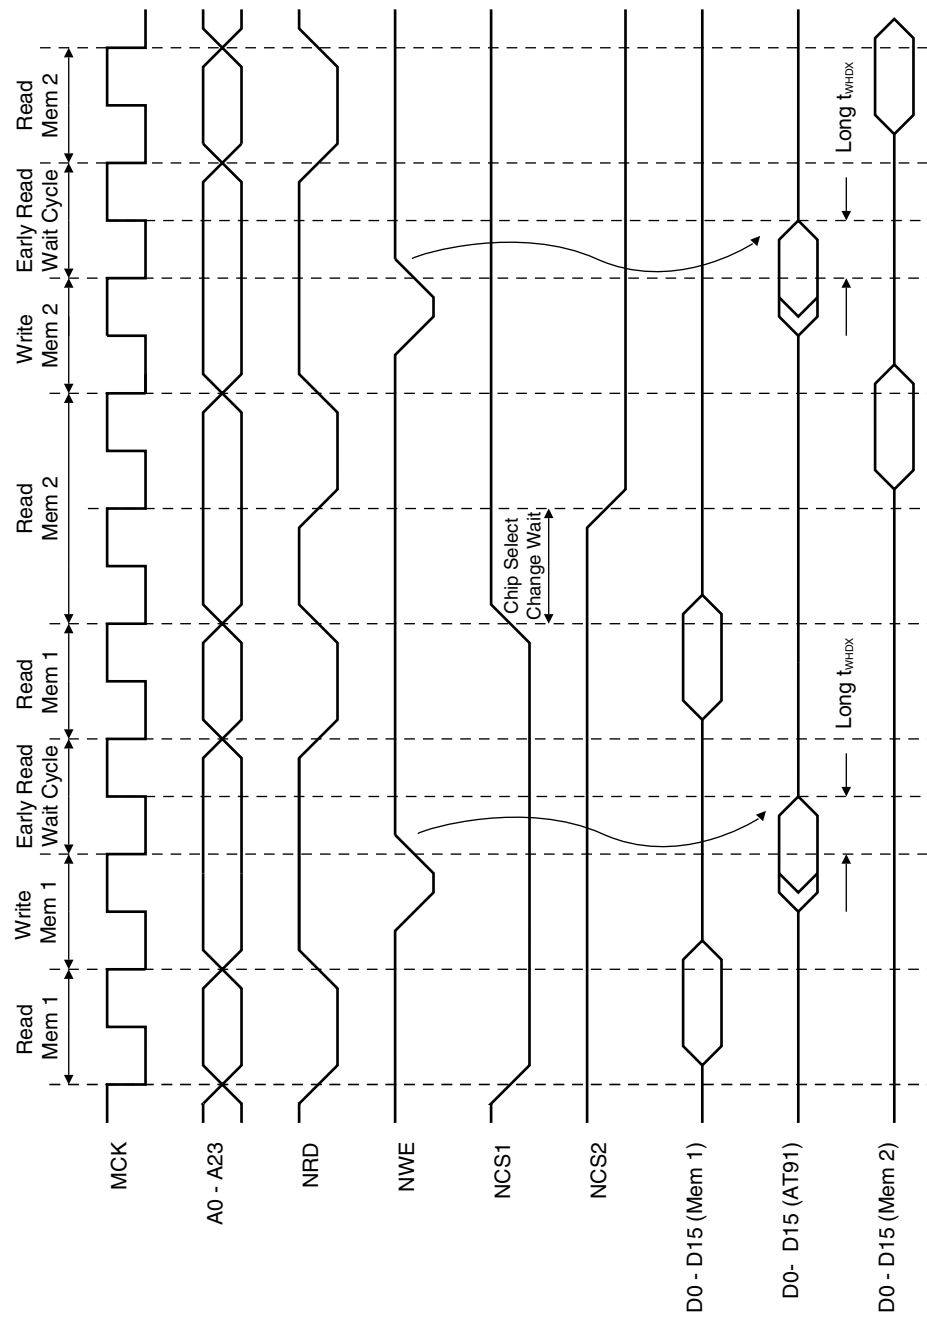 Read
Mem 1
Write
Mem 1
Early Read
Wait Cycle
Read
Mem 1
Read
Mem 2
Write
Mem 2
Early Read
Wait Cycle
Read
Mem 2
MCK
A0 - A23
NRD
NWE
NCS1
Chip Select
Change Wait
NCS2
D0 - D15 (Mem 1)
D0- D15 (AT91)
Long tWHDX
Long tWHDX
D0 - D15 (Mem 2)